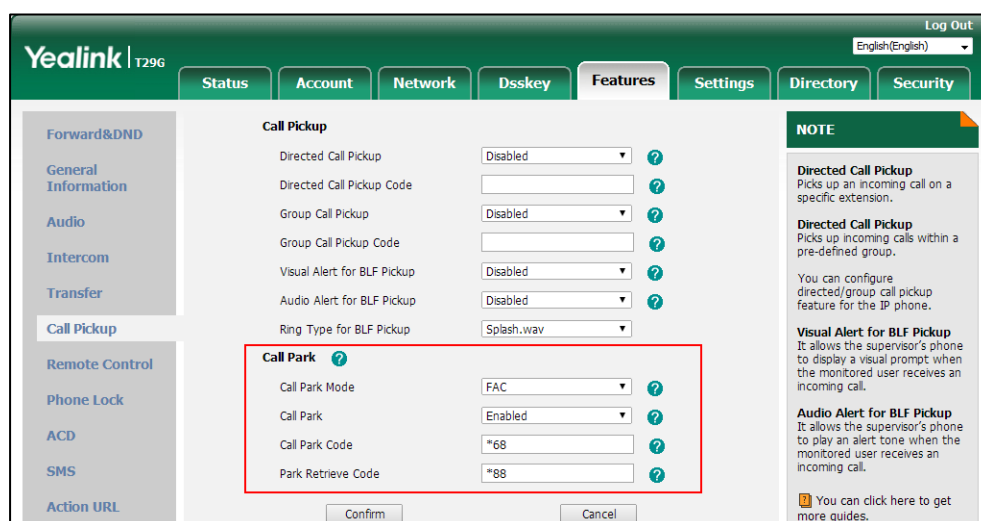 Log Out
Yealink T29G
English(English)
Status Account Network Dsskey Features Settings Directory Security
Forward&DND
General
Information
Audio
Intercom
Transfer
Call Pickup
Remote Control
Phone Lock
ACD
SMS
Action URL
Call Pickup
Directed Call Pickup Disabled ?
Directed Call Pickup Code ?
Group Call Pickup Disabled ?
Group Call Pickup Code ?
Visual Alert for BLF Pickup Disabled ?
Audio Alert for BLF Pickup Disabled ?
Ring Type for BLF Pickup Splash.wav
Call Park ?
Call Park Mode FAC ?
Call Park Enabled ?
Call Park Code *68 ?
Park Retrieve Code *88 ?
Confirm Cancel
NOTE
Directed Call Pickup
Picks up an incoming call on a
specific extension.
Directed Call Pickup
Picks up incoming calls within a
pre-defined group.
You can configure
directed/group call pickup
feature for the IP phone.
Visual Alert for BLF Pickup
It allows the supervisor's phone
to display a visual prompt when
the monitored user receives an
incoming call.
Audio Alert for BLF Pickup
It allows the supervisor's phone
to play an alert tone when the
monitored user receives an
incoming call.
? You can click here to get
more guides.